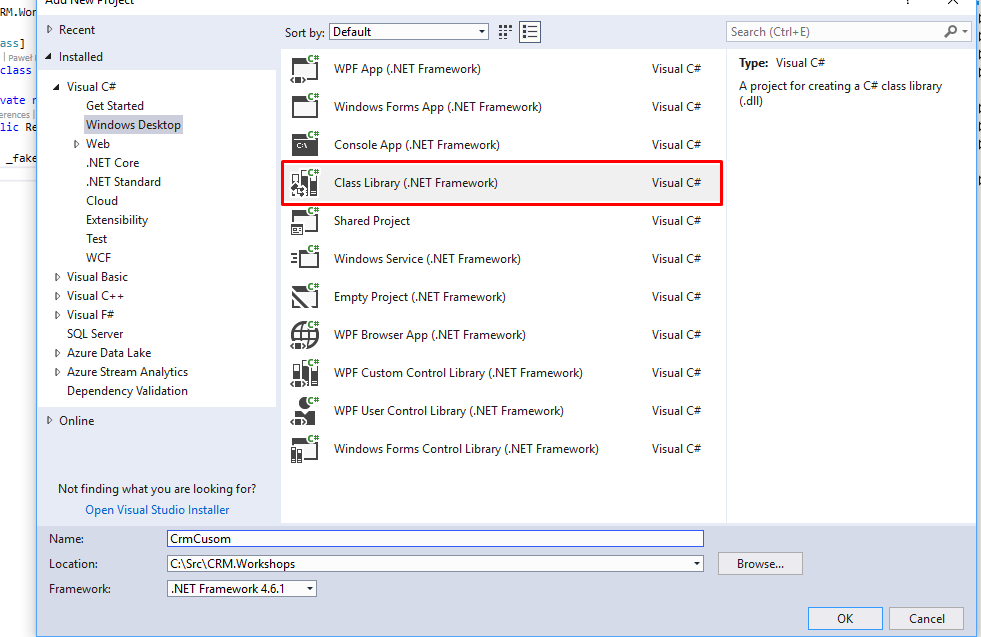 Add New Project
? X
RM.Wor
ass]
| Paweł
class
vate r
erences |
lic Re
_fake
Recent
Installed
Visual C#
Get Started
Windows Desktop
Web
.NET Core
.NET Standard
Cloud
Extensibility
Test
WCF
Visual Basic
Visual C++
Visual F#
SQL Server
Azure Data Lake
Azure Stream Analytics
Dependency Validation
Online
Not finding what you are looking for?
Open Visual Studio Installer
Sort by: Default
WPF App (.NET Framework) Visual C#
Windows Forms App (.NET Framework) Visual C#
Console App (.NET Framework) Visual C#
Class Library (.NET Framework) Visual C#
Shared Project Visual C#
Windows Service (.NET Framework) Visual C#
Empty Project (.NET Framework) Visual C#
WPF Browser App (.NET Framework) Visual C#
WPF Custom Control Library (.NET Framework) Visual C#
WPF User Control Library (.NET Framework) Visual C#
Windows Forms Control Library (.NET Framework) Visual C#
Search (Ctrl+E)
Type: Visual C#
A project for creating a C# class library
(.dll)
Name: CrmCusom
Location: C:\Src\CRM.Workshops
Browse...
Framework: .NET Framework 4.6.1
OK Cancel